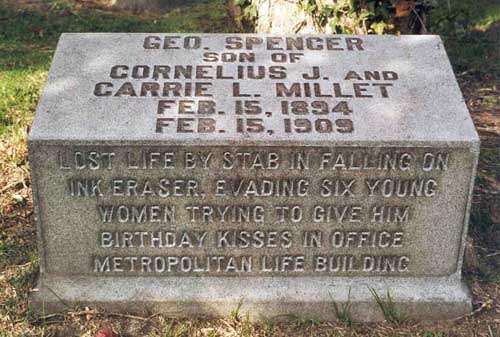 GEO. SPENCER
SON OF
CORNELIUS J. AND
CARRIE L. MILLET
FEB. 15, 1894
FEB. 15, 1909
LOST LIFE BY STAB IN FALLING ON
INK ERASER, EVADING SIX YOUNG
WOMEN TRYING TO GIVE HIM
BIRTHDAY KISSES IN OFFICE
METROPOLITAN LIFE BUILDING